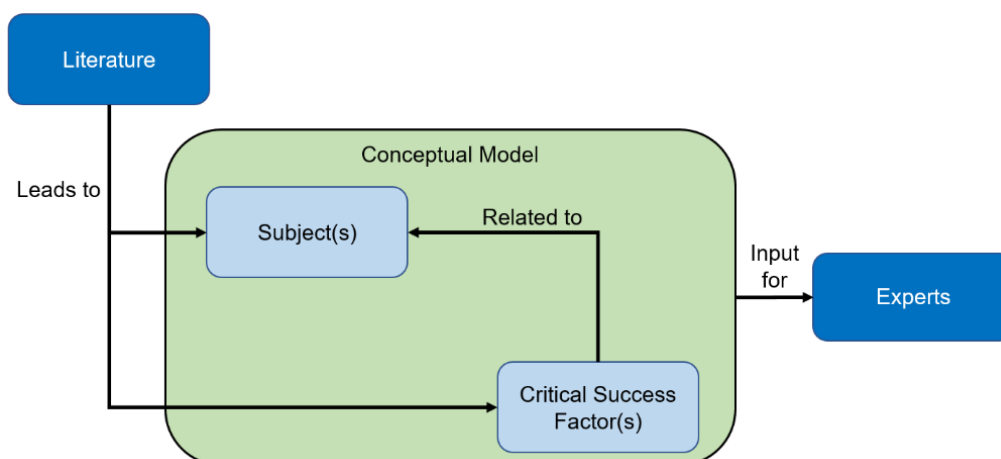 Literature
Conceptual Model
Leads to
Subject(s)
Related to
Input
for
Experts
Critical Success
Factor(s)